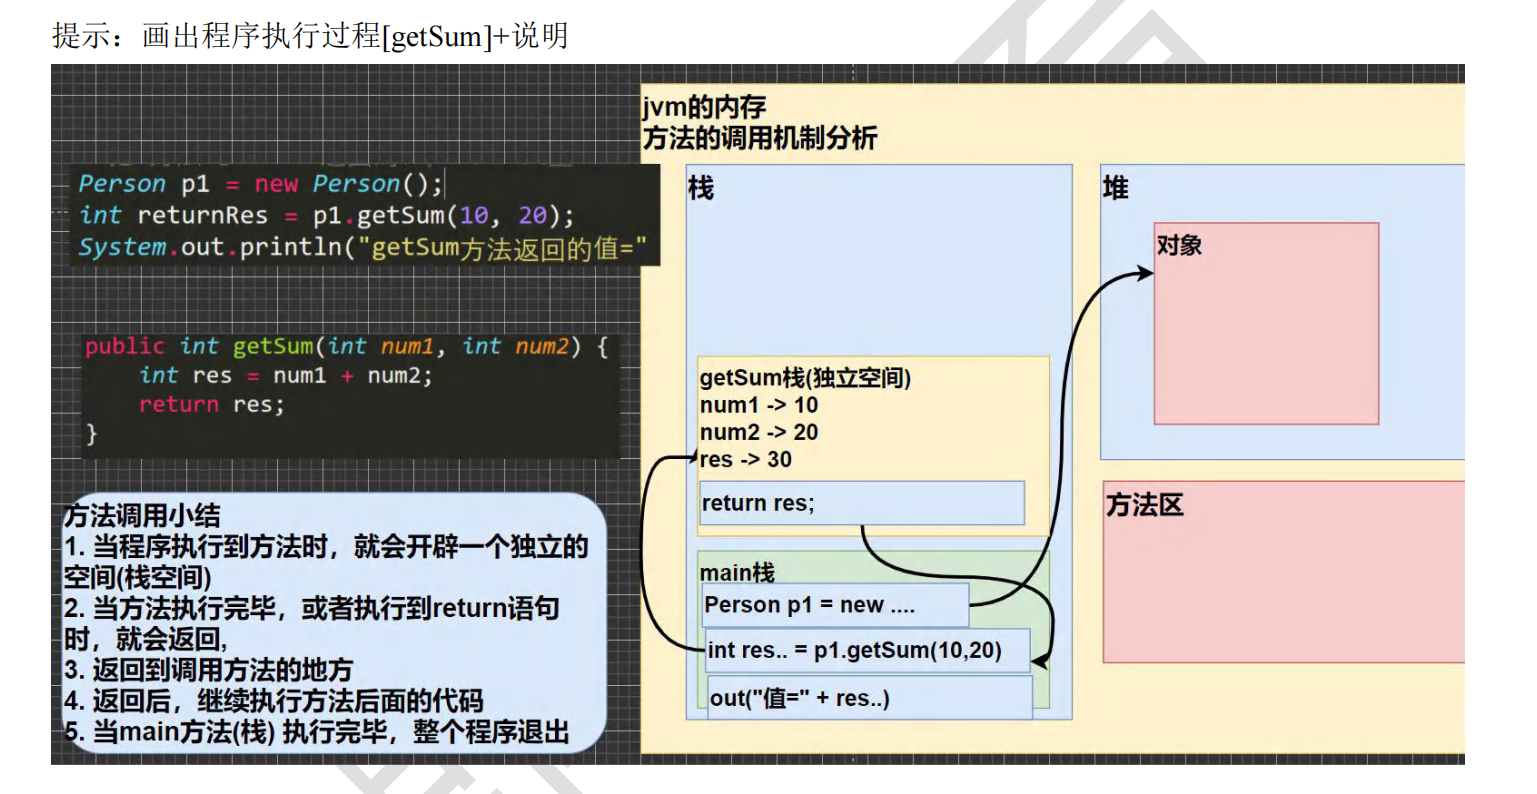 提示：画出程序执行过程[getSum]+说明
jvm的内存
方法的调用机制分析
Person p1 = new Person();
int returnRes = p1.getSum(10, 20);
System.out.println("getSum方法返回的值="
public int getSum(int num1, int num2) {
int res = num1 + num2;
return res;
}
方法调用小结
1. 当程序执行到方法时，就会开辟一个独立的
空间(栈空间)
2. 当方法执行完毕，或者执行到return语句
时，就会返回,
3. 返回到调用方法的地方
4. 返回后，继续执行方法后面的代码
5. 当main方法(栈) 执行完毕，整个程序退出
栈
getSum栈(独立空间)
num1 -> 10
num2 -> 20
res -> 30
return res;
main栈
Person p1 = new ....
int res.. = p1.getSum(10,20)
out("值=" + res..)
堆
对象
方法区